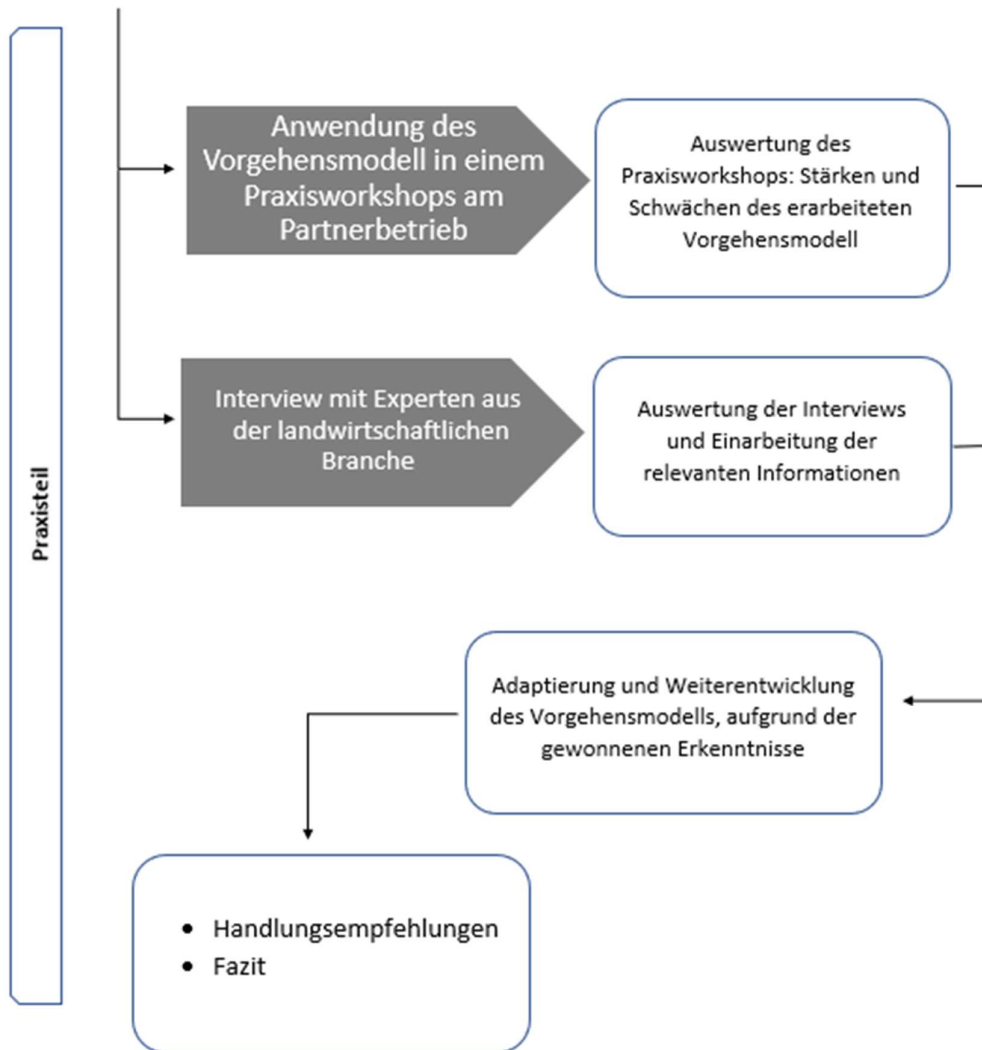 Praxisteil
Anwendung des
Vorgehensmodell in einem
Praxisworkshops am
Partnerbetrieb
Auswertung des
Praxisworkshops: Stärken und
Schwächen des erarbeiteten
Vorgehensmodell
Interview mit Experten aus
der landwirtschaftlichen
Branche
Auswertung der Interviews
und Einarbeitung der
relevanten Informationen
Adaptierung und Weiterentwicklung
des Vorgehensmodells, aufgrund der
gewonnenen Erkenntnisse
• Handlungsempfehlungen
• Fazit